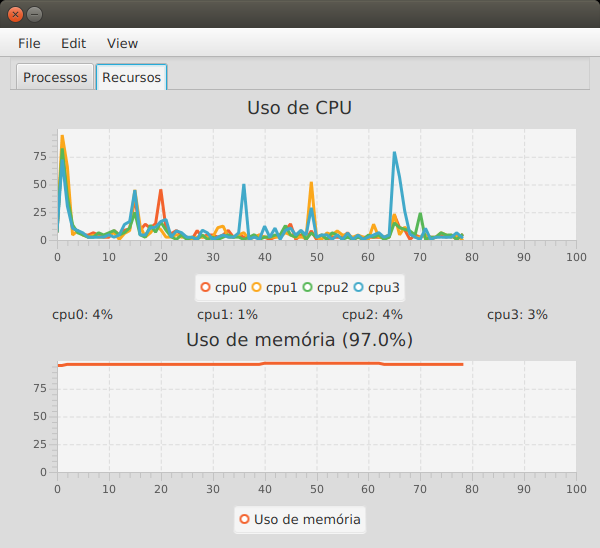 File Edit View
Processos Recursos
Uso de CPU
75
50
25
0
0 10 20 30 40 50 60 70 80 90 100
cpu0 cpu1 cpu2 cpu3
cpu0: 4% cpu1: 1% cpu2: 4% cpu3: 3%
Uso de memória (97.0%)
75
50
25
0
0 10 20 30 40 50 60 70 80 90 100
Uso de memória